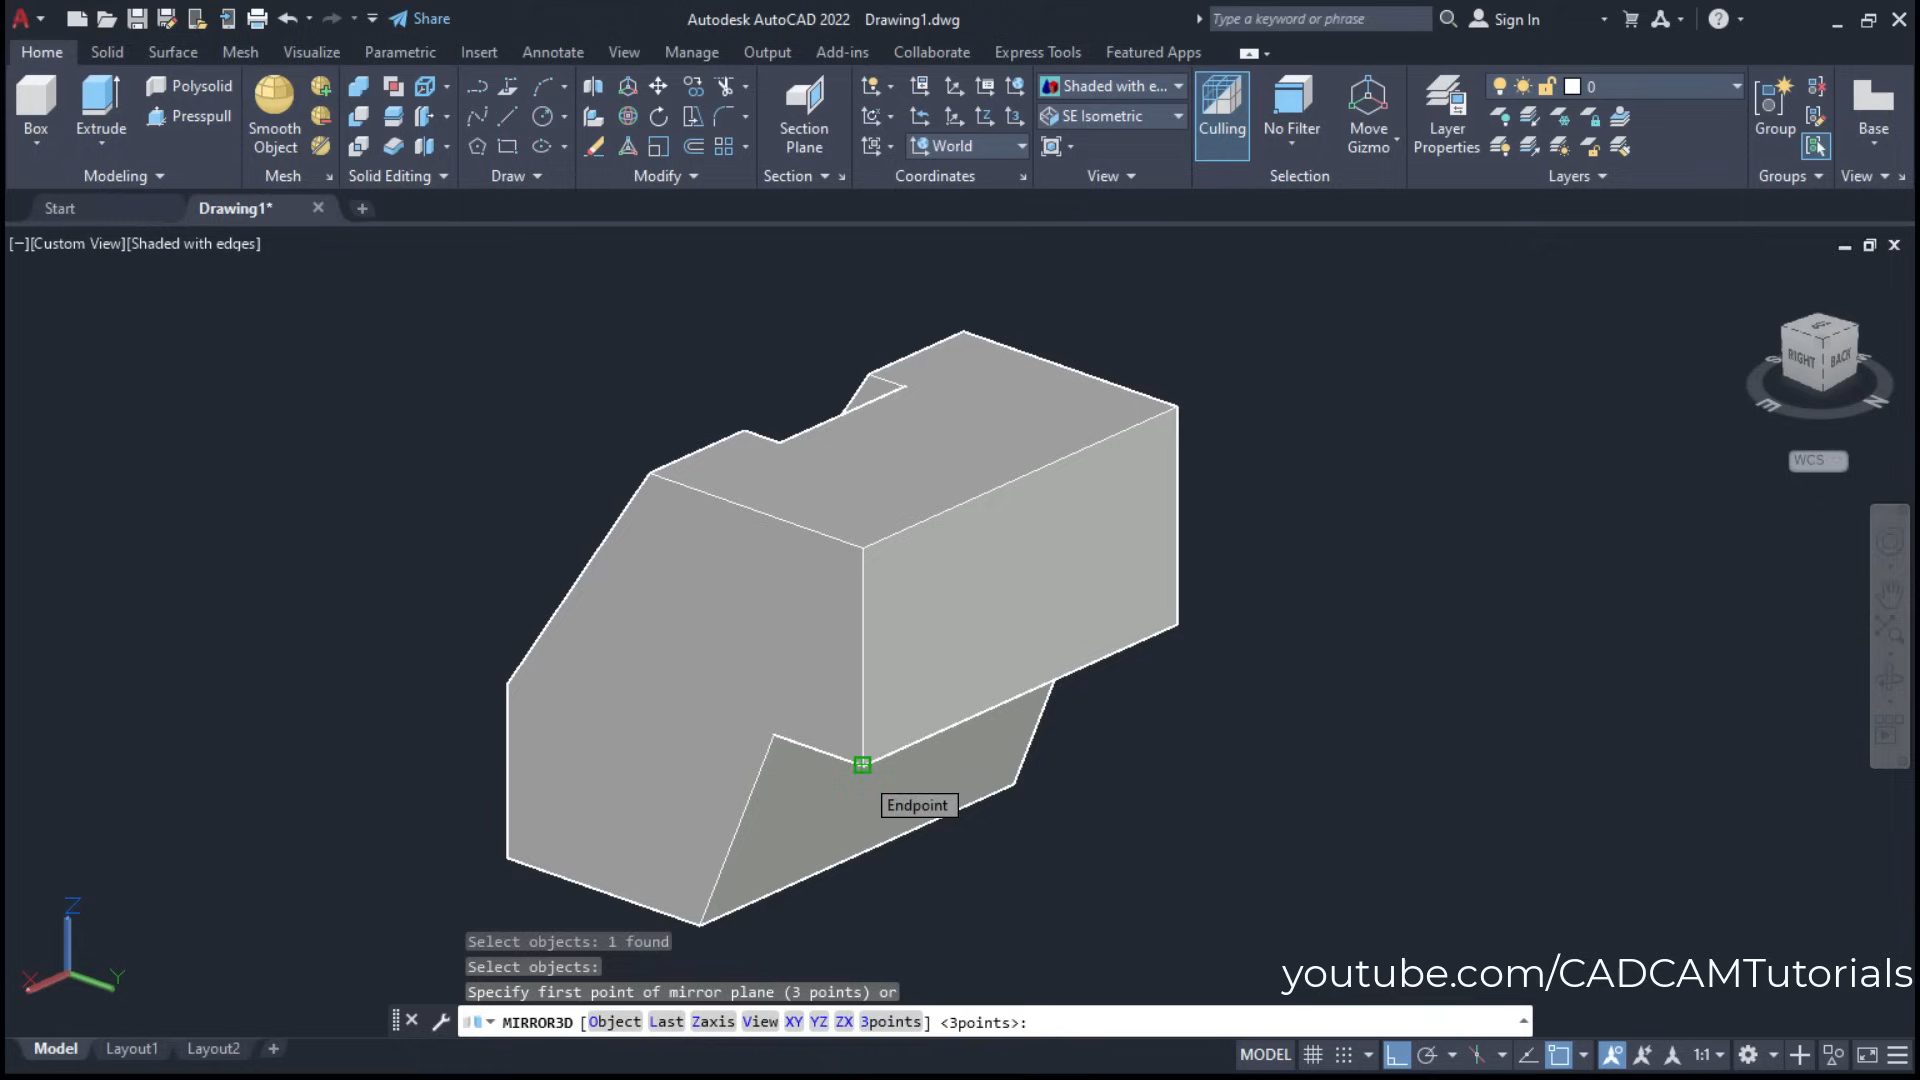 Share
Autodesk AutoCAD 2022 Drawing1.dwg
Type a keyword or phrase
Sign In
Home Solid Surface Mesh Visualize Parametric Insert Annotate View Manage Output Add-ins Collaborate Express Tools Featured Apps
Box
Extrude
Polysolid
Presspull
Smooth Object
Section Plane
World
Shaded with e...
SE Isometric
Culling
No Filter
Move Gizmo
Layer Properties
0
Group
Base
Modeling Mesh Solid Editing Draw Modify Section Coordinates View Selection Layers Groups View
Start Drawing1*
[−][Custom View][Shaded with edges]
RIGHT BACK
E N
WCS
Endpoint
Z
X
Y
Select objects: 1 found
Select objects:
Specify first point of mirror plane (3 points) or
MIRROR3D [Object Last Zaxis View XY YZ ZX 3points] <3points>:
youtube.com/CADCAMTutorials
Model Layout1 Layout2
MODEL
1:1